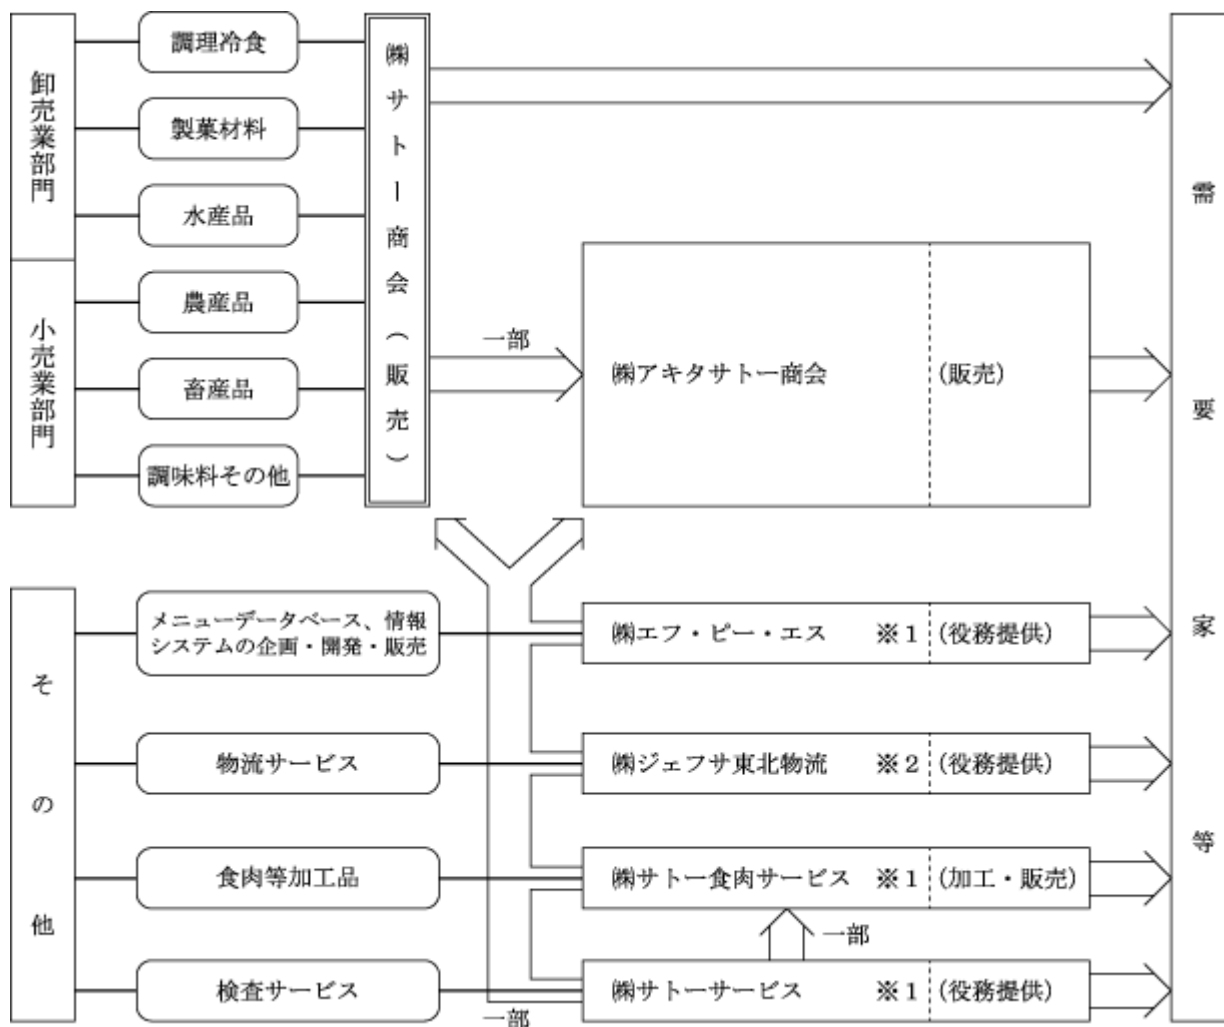 卸売業部門
小売業部門
調理冷食
製菓材料
水産品
農産品
畜産品
調味料その他
㈱サトー商会(販売)
一部
㈱アキタサトー商会 (販売)
需要家等
その他
メニューデータベース、情報
システムの企画・開発・販売
㈱エフ・ピー・エス ※1 (役務提供)
物流サービス
㈱ジェフサ東北物流 ※2 (役務提供)
食肉等加工品
㈱サトー食肉サービス ※1 (加工・販売)
一部
検査サービス
㈱サトーサービス ※1 (役務提供)
一部